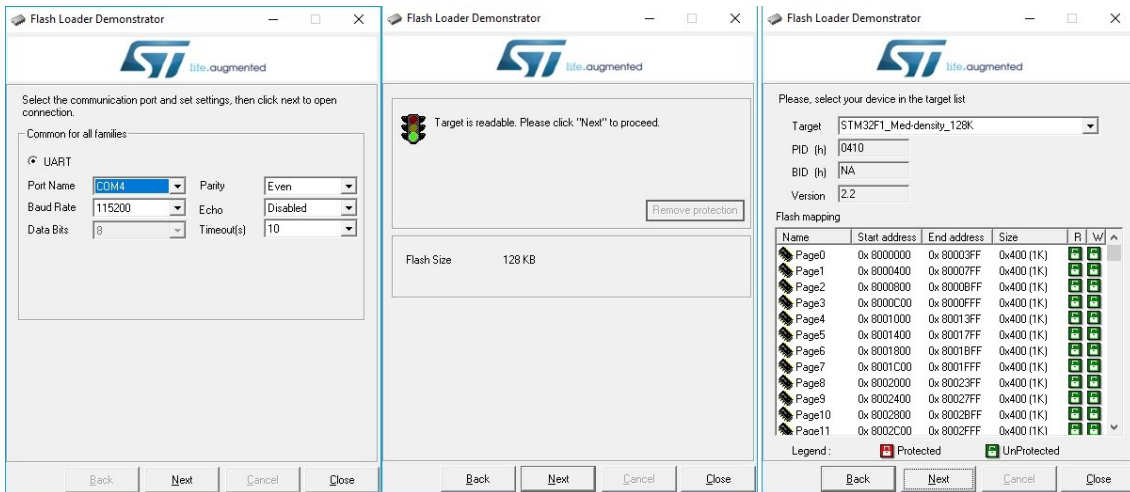 Flash Loader Demonstrator
ST life.augmented
Select the communication port and set settings, then click next to open
connection.
Common for all families
UART
Port Name COM4 Parity Even
Baud Rate 115200 Echo Disabled
Data Bits 8 Timeout(s) 10
Back Next Cancel Close
Flash Loader Demonstrator
ST life.augmented
Target is readable. Please click "Next" to proceed.
Remove protection
Flash Size 128 KB
Back Next Cancel Close
Flash Loader Demonstrator
ST life.augmented
Please, select your device in the target list
Target STM32F1_Med-density_128K
PID (h) 0410
BID (h) NA
Version 2.2
Flash mapping
Name Start address End address Size R W
Page0 0x 8000000 0x 80003FF 0x400 (1K)
Page1 0x 8000400 0x 80007FF 0x400 (1K)
Page2 0x 8000800 0x 8000BFF 0x400 (1K)
Page3 0x 8000C00 0x 8000FFF 0x400 (1K)
Page4 0x 8001000 0x 80013FF 0x400 (1K)
Page5 0x 8001400 0x 80017FF 0x400 (1K)
Page6 0x 8001800 0x 8001BFF 0x400 (1K)
Page7 0x 8001C00 0x 8001FFF 0x400 (1K)
Page8 0x 8002000 0x 80023FF 0x400 (1K)
Page9 0x 8002400 0x 80027FF 0x400 (1K)
Page10 0x 8002800 0x 8002BFF 0x400 (1K)
Page11 0x 8002C00 0x 8002FFF 0x400 (1K)
Legend : Protected UnProtected
Back Next Cancel Close